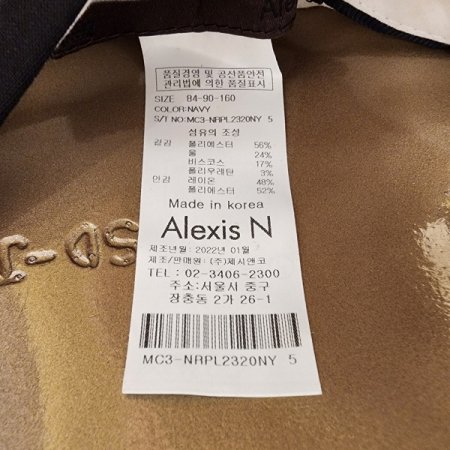 품질경영 및 공산품안전
관리법에 의한 품질표시
SIZE 84-90-160
COLOR:NAVY
S/T NO:MC3-NRPL2320NY 5
섬유의 조성
겉감 폴리에스터 56%
울 24%
비스코스 17%
폴리우레탄 3%
안감 레이온 48%
폴리에스터 52%
Made in korea
Alexis N
제조년월: 2022년 01월
제조/판매원: (주)제시앤코
TEL : 02-3406-2300
주소:서울시 중구
장충동 2가 26-1
MC3-NRPL2320NY 5